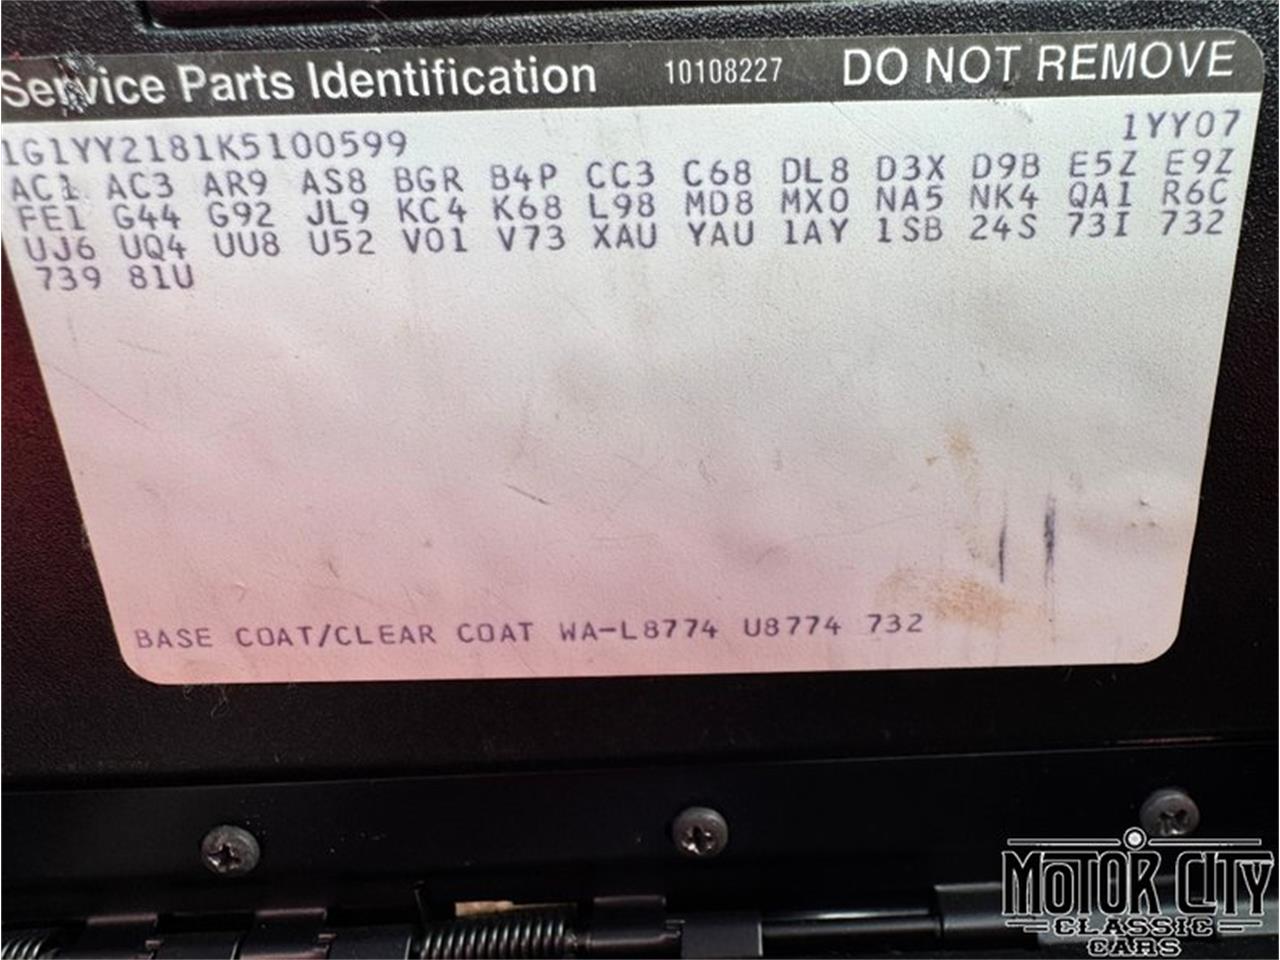 Service Parts Identification 10108227 DO NOT REMOVE
1G1YY2181K5100599 1YY07
AC1 AC3 AR9 AS8 BGR B4P CC3 C68 DL8 D3X D9B E5Z E9Z
FE1 G44 G92 JL9 KC4 K68 L98 MD8 MX0 NA5 NK4 QA1 R6C
UJ6 UQ4 UU8 U52 V01 V73 XAU YAU 1AY 1SB 24S 73I 732
739 81U
BASE COAT/CLEAR COAT WA-L8774 U8774 732
MOTOR CITY
CLASSIC
CARS